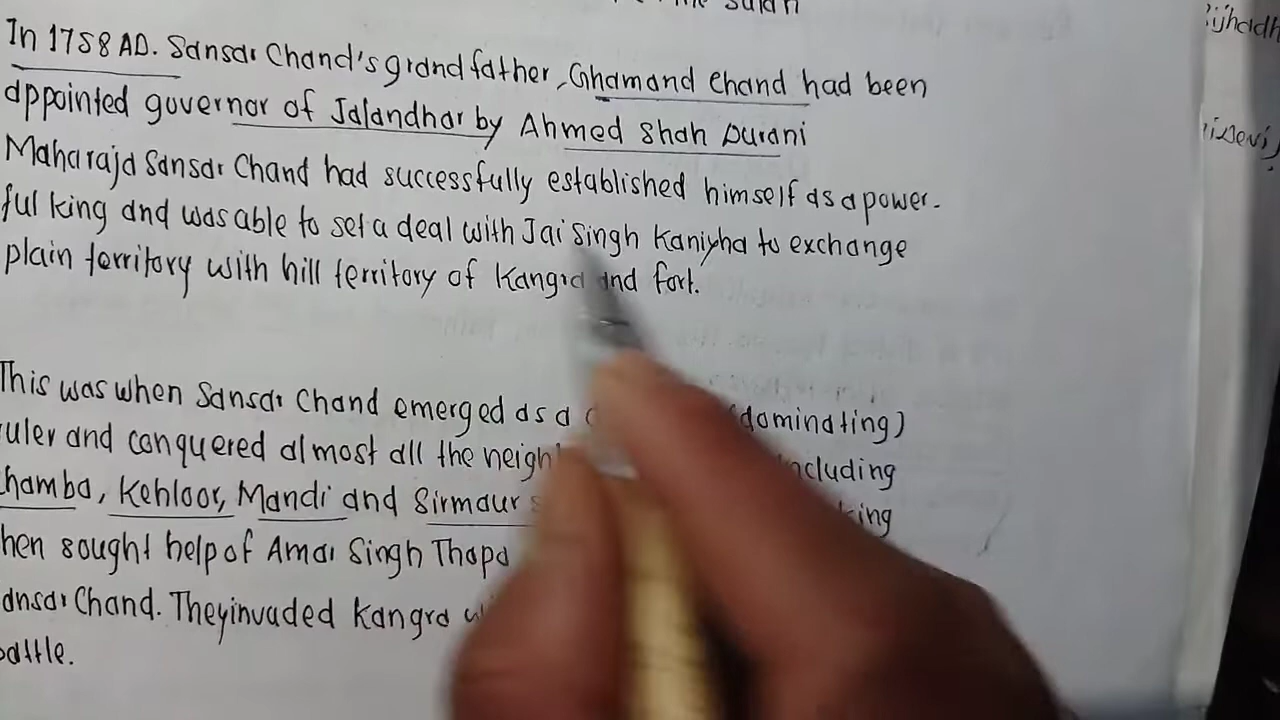 In 1758 AD. Sansar Chand's grand father, Ghamand Chand had been
appointed governor of Jalandhar by Ahmed Shah Durani
Maharaja Sansar Chand had successfully established himself as a power-
ful king and was able to set a deal with Jai Singh Kaniyha to exchange
plain territory with hill territory of Kangra and fort.
This was when Sansar Chand emerged as a (dominating)
uler and conquered almost all the neigh ncluding
hamba, Kehloor, Mandi and Sirmaur king
hen sought help of Amar Singh Thapa
ansar Chand. They invaded Kangra
battle.